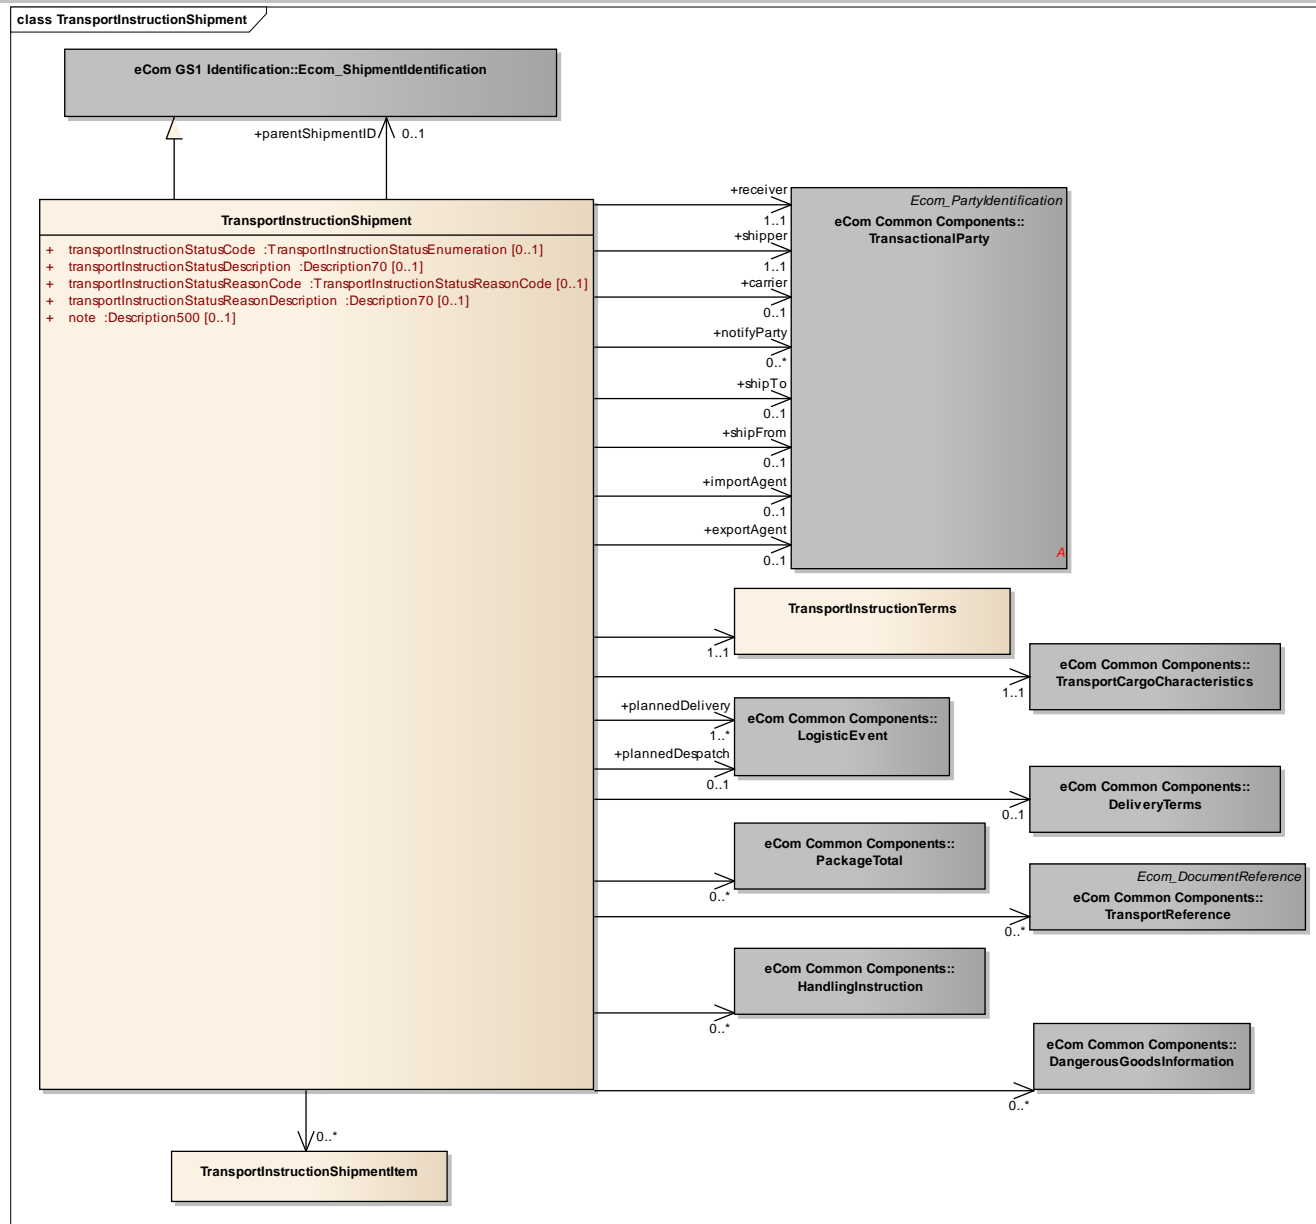 class TransportInstructionShipment
eCom GS1 Identification::Ecom_ShipmentIdentification
+parentShipmentID
0..1
TransportInstructionShipment
+ transportInstructionStatusCode :TransportInstructionStatusEnumeration [0..1]
+ transportInstructionStatusDescription :Description70 [0..1]
+ transportInstructionStatusReasonCode :TransportInstructionStatusReasonCode [0..1]
+ transportInstructionStatusReasonDescription :Description70 [0..1]
+ note :Description500 [0..1]
+receiver
1..1
+shipper
1..1
+carrier
0..1
+notifyParty
0..*
+shipTo
0..1
+shipFrom
0..1
+importAgent
0..1
+exportAgent
0..1
Ecom_PartyIdentification
eCom Common Components::
TransactionalParty
A
TransportInstructionTerms
1..1
eCom Common Components::
TransportCargoCharacteristics
1..1
+plannedDelivery
1..*
+plannedDespatch
0..1
eCom Common Components::
LogisticEvent
eCom Common Components::
DeliveryTerms
0..1
eCom Common Components::
PackageTotal
0..*
Ecom_DocumentReference
eCom Common Components::
TransportReference
0..*
eCom Common Components::
HandlingInstruction
0..*
eCom Common Components::
DangerousGoodsInformation
0..*
0..*
TransportInstructionShipmentItem